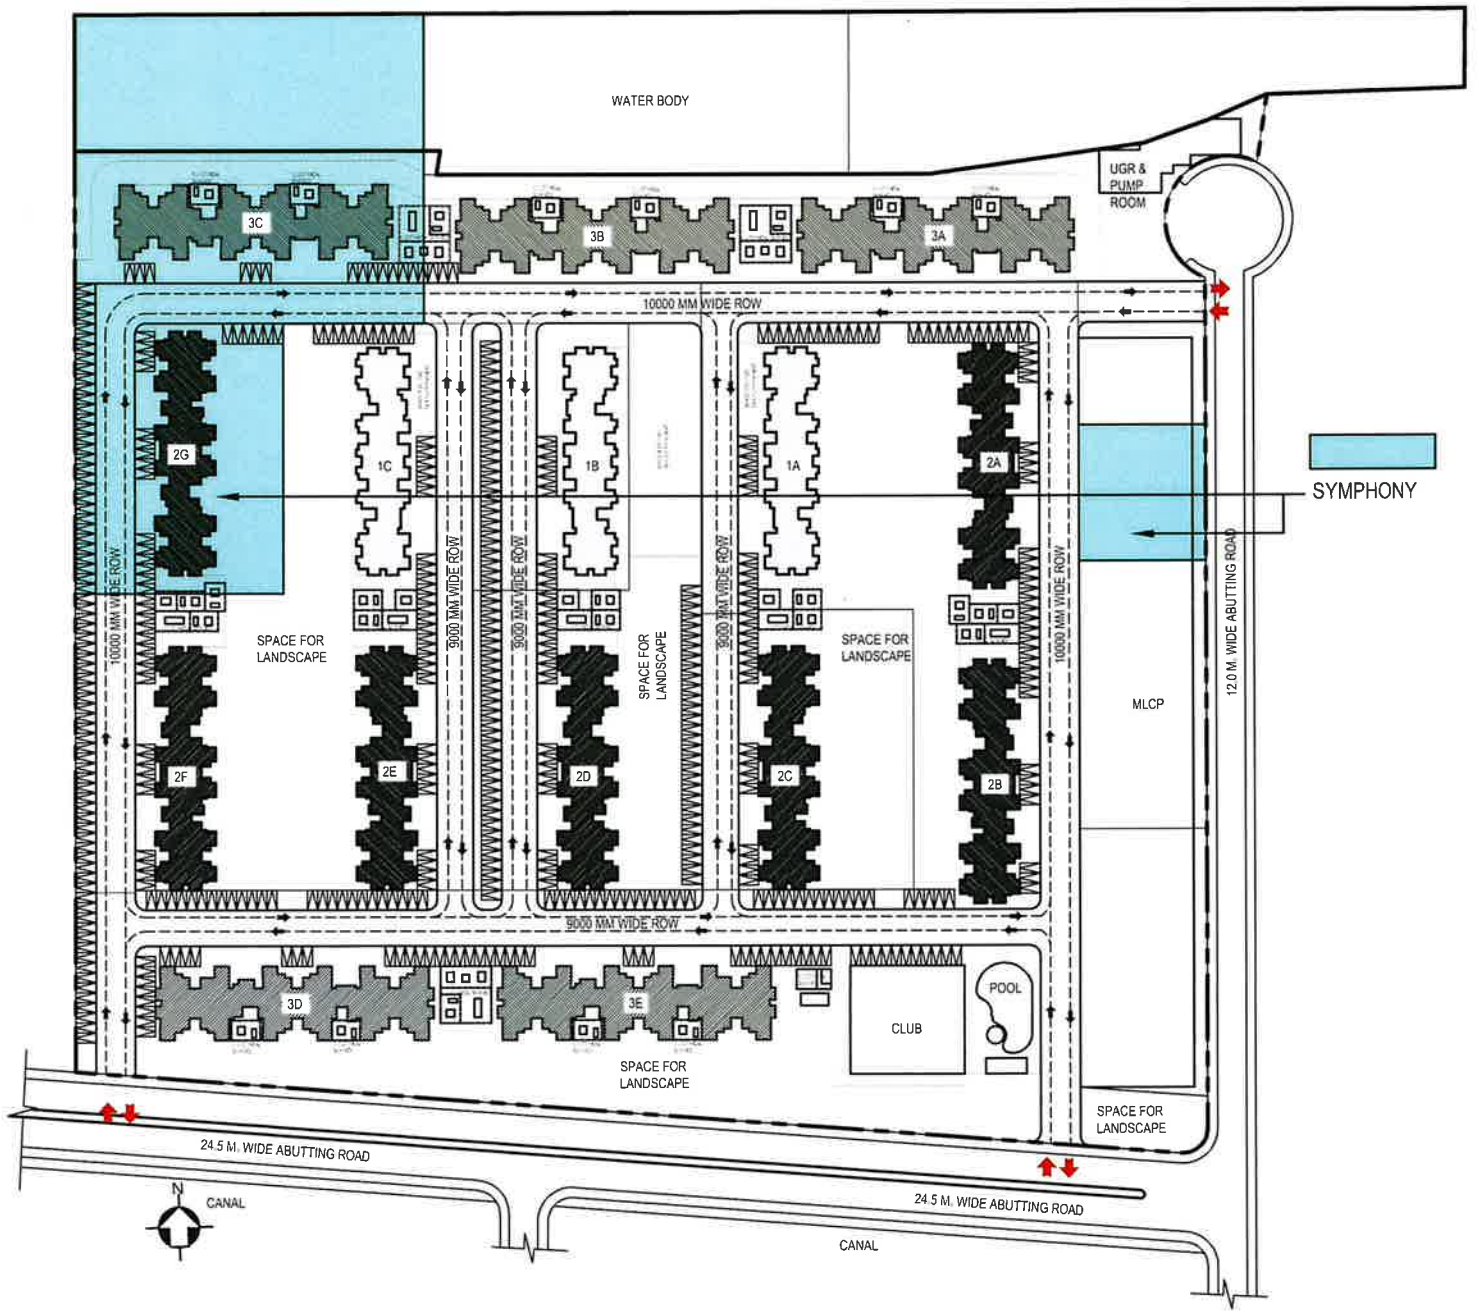 WATER BODY
UGR &
PUMP
ROOM
3C
3B
3A
10000 MM WIDE ROW
2G
1C
1B
1A
2A
SYMPHONY
10000 MM WIDE ROW
9000 MM WIDE ROW
9000 MM WIDE ROW
9000 MM WIDE ROW
10000 MM WIDE ROW
12.0 M. WIDE ABUTTING ROAD
SPACE FOR
LANDSCAPE
SPACE FOR
LANDSCAPE
SPACE FOR
LANDSCAPE
MLCP
2F
2E
2D
2C
2B
9000 MM WIDE ROW
3D
3E
POOL
CLUB
SPACE FOR
LANDSCAPE
SPACE FOR
LANDSCAPE
24.5 M. WIDE ABUTTING ROAD
24.5 M. WIDE ABUTTING ROAD
N
CANAL
CANAL